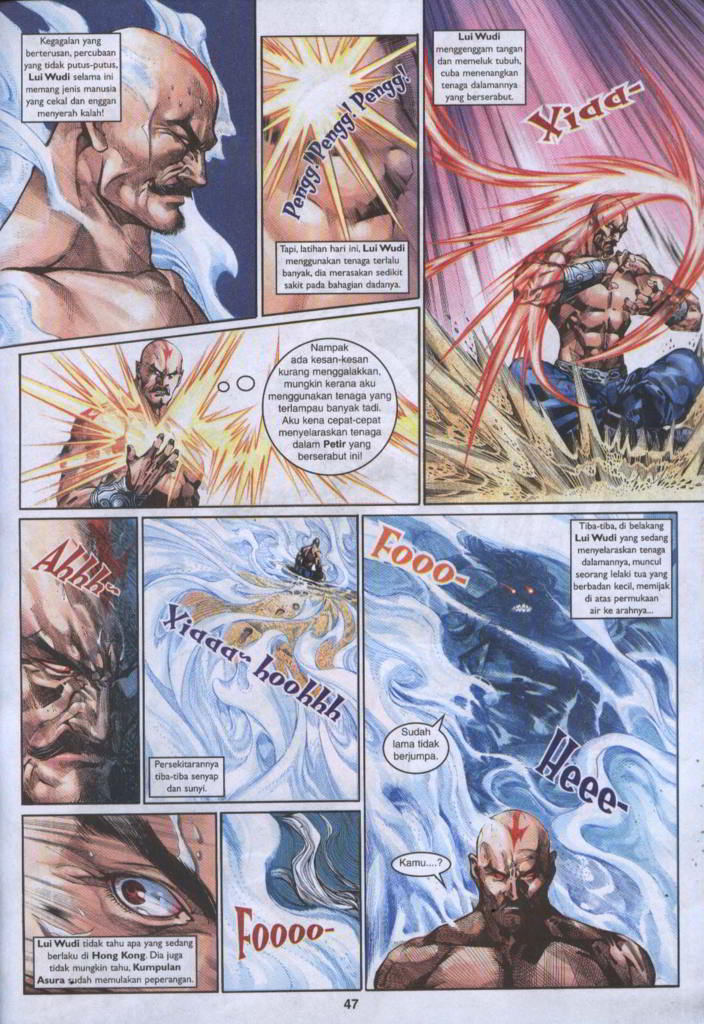 Kegagalan yang
berterusan, percubaan
yang tidak putus-putus,
Lui Wudi selama ini
memang jenis manusia
yang cekal dan enggan
menyerah kalah!
Pengg! Pengg! Pengg!
Tapi, latihan hari ini, Lui Wudi
menggunakan tenaga terlalu
banyak, dia merasakan sedikit
sakit pada bahagian dadanya.
Lui Wudi
menggenggam tangan
dan memeluk tubuh,
cuba menenangkan
tenaga dalamannya
yang berserabut.
Xiaa~
Nampak
ada kesan-kesan
kurang menggalakkan,
mungkin kerana aku
menggunakan tenaga yang
terlampau banyak tadi.
Aku kena cepat-cepat
menyelaraskan tenaga
dalam Petir yang
berserabut ini!
Ahhh~
Xiaaa~ hoohhh
Persekitarannya
tiba-tiba senyap
dan sunyi.
Fooo~
Tiba-tiba, di belakang
Lui Wudi yang sedang
menyelaraskan tenaga
dalamannya, muncul
seorang lelaki tua yang
berbadan kecil, memijak
di atas permukaan
air ke arahnya...
Sudah
lama tidak
berjumpa.
Heee~
Kamu....?
Lui Wudi tidak tahu apa yang sedang
berlaku di Hong Kong. Dia juga
tidak mungkin tahu, Kumpulan
Asura sudah memulakan peperangan.
Foooo~
47